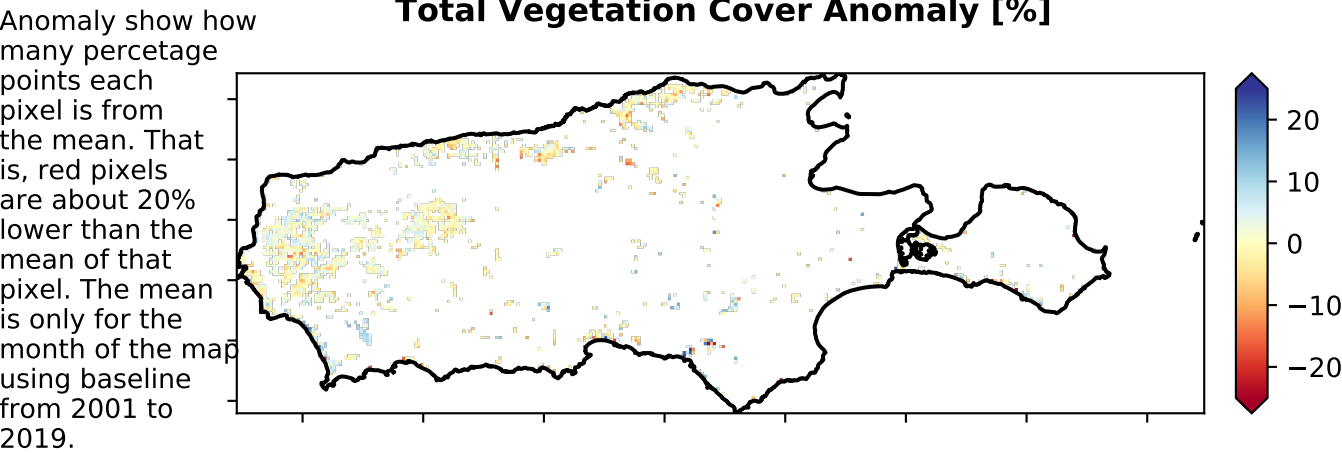 Total Vegetation Cover Anomaly [%]
Anomaly show how
many percetage
points each
pixel is from
the mean. That
is, red pixels
are about 20%
lower than the
mean of that
pixel. The mean
is only for the
month of the map
using baseline
from 2001 to
2019.
20
10
0
−10
−20